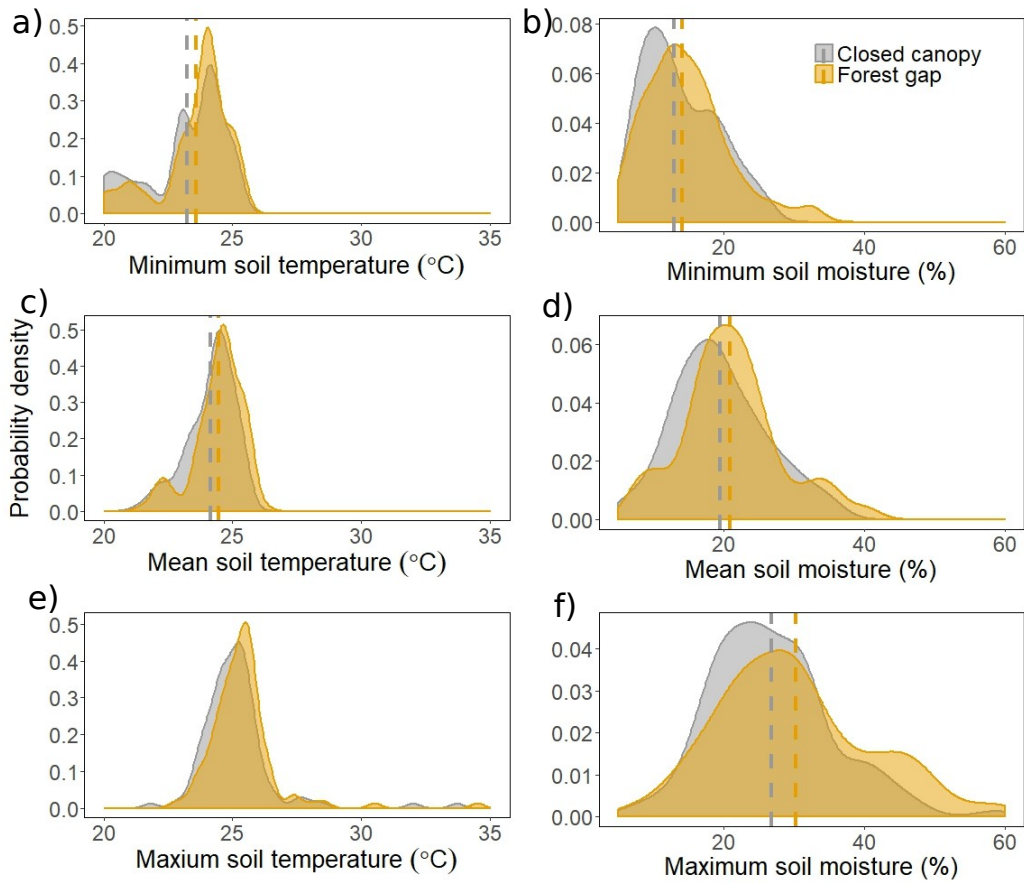 a)
0.5
0.4
0.3
0.2
0.1
0.0
20 25 30 35
Minimum soil temperature (°C)
b)
0.08
0.06
0.04
0.02
0.00
Closed canopy
Forest gap
20 40 60
Minimum soil moisture (%)
Probability density
c)
0.5
0.4
0.3
0.2
0.1
0.0
20 25 30 35
Mean soil temperature (°C)
d)
0.06
0.04
0.02
0.00
20 40 60
Mean soil moisture (%)
e)
0.5
0.4
0.3
0.2
0.1
0.0
20 25 30 35
Maxium soil temperature (°C)
f)
0.04
0.03
0.02
0.01
0.00
20 40 60
Maximum soil moisture (%)